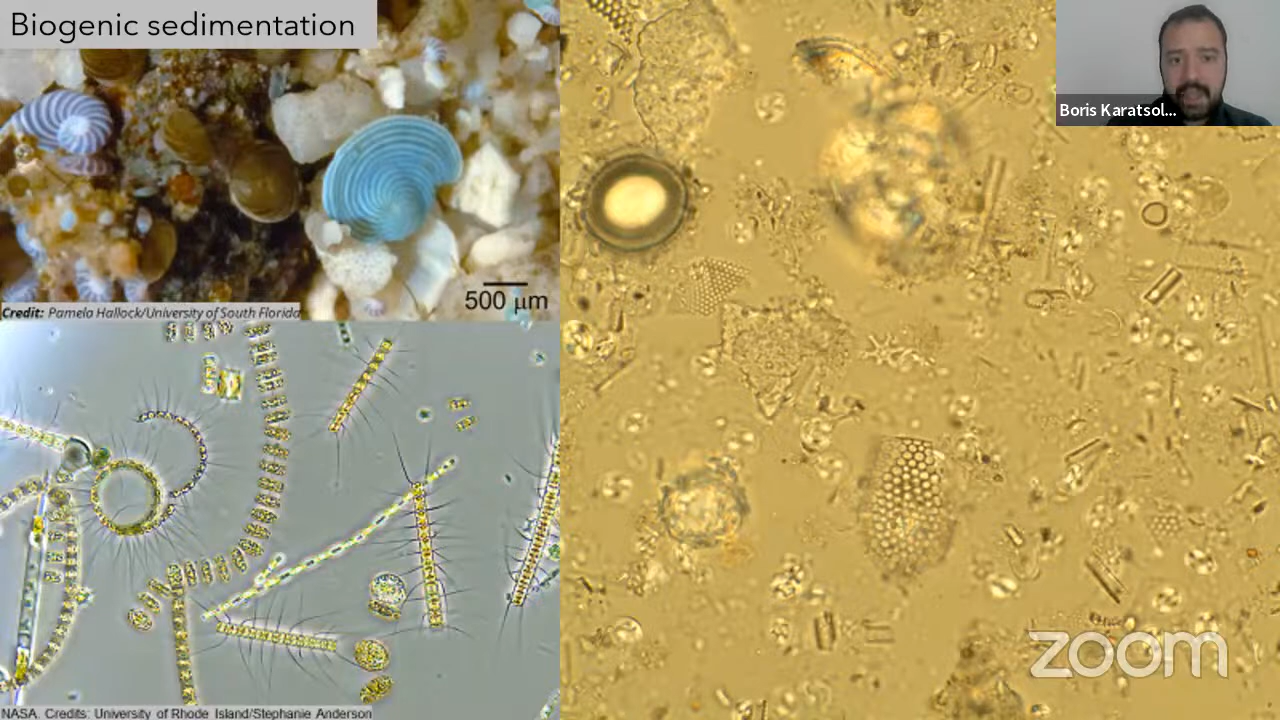 Biogenic sedimentation
Boris Karatsol...
500 μm
Credit: Pamela Hallock/University of South Florida
zoom
NASA. Credits: University of Rhode Island/Stephanie Anderson